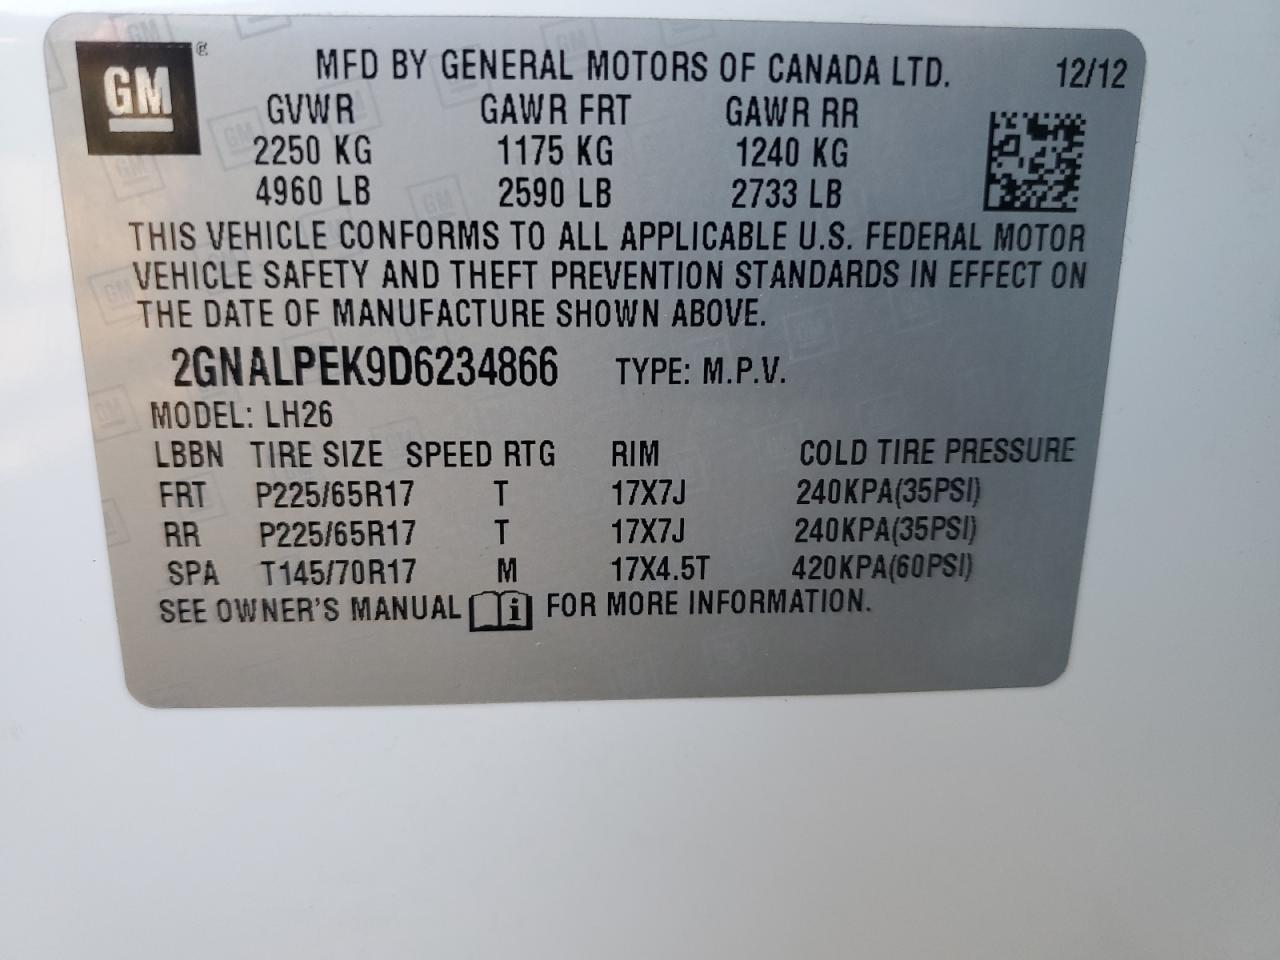 GM ®
MFD BY GENERAL MOTORS OF CANADA LTD. 12/12
GVWR GAWR FRT GAWR RR
2250 KG 1175 KG 1240 KG
4960 LB 2590 LB 2733 LB
THIS VEHICLE CONFORMS TO ALL APPLICABLE U.S. FEDERAL MOTOR
VEHICLE SAFETY AND THEFT PREVENTION STANDARDS IN EFFECT ON
THE DATE OF MANUFACTURE SHOWN ABOVE.
2GNALPEK9D6234866 TYPE: M.P.V.
MODEL: LH26
LBBN TIRE SIZE SPEED RTG RIM COLD TIRE PRESSURE
FRT P225/65R17 T 17X7J 240KPA(35PSI)
RR P225/65R17 T 17X7J 240KPA(35PSI)
SPA T145/70R17 M 17X4.5T 420KPA(60PSI)
SEE OWNER'S MANUAL i FOR MORE INFORMATION.